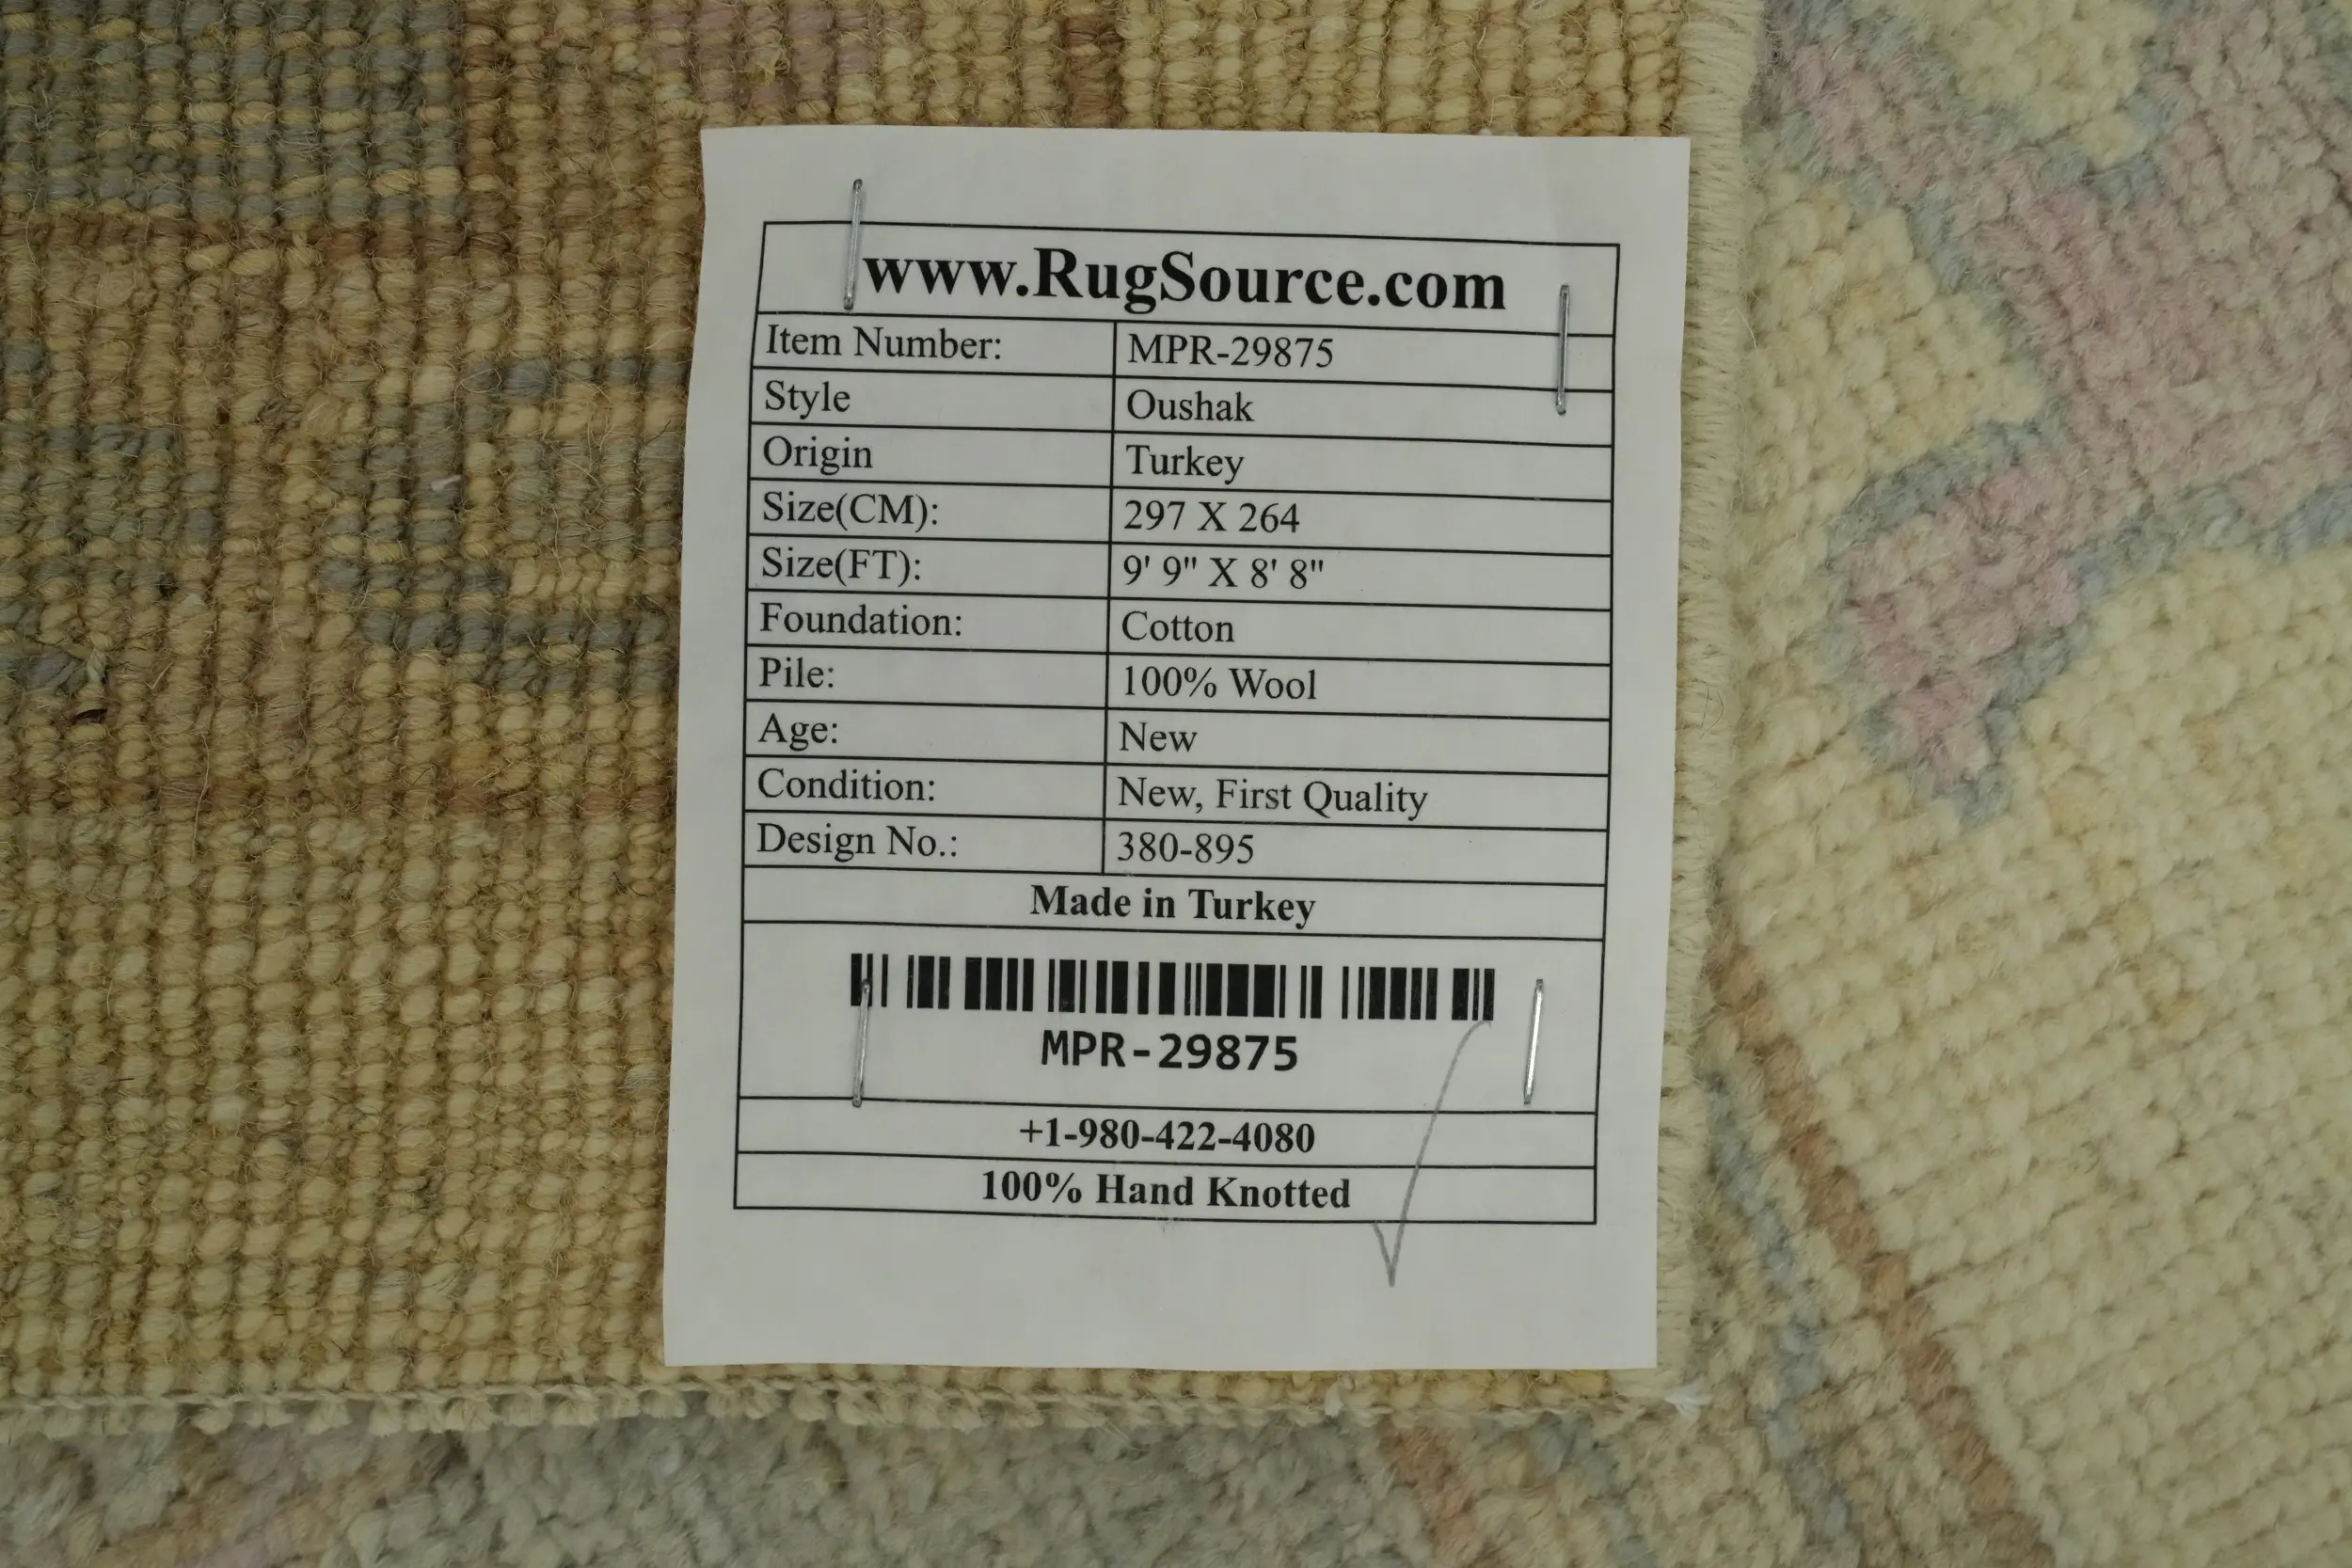 www.RugSource.com
Item Number: MPR-29875
Style Oushak
Origin Turkey
Size(CM): 297 X 264
Size(FT): 9' 9" X 8' 8"
Foundation: Cotton
Pile: 100% Wool
Age: New
Condition: New, First Quality
Design No.: 380-895
Made in Turkey
MPR-29875
+1-980-422-4080
100% Hand Knotted